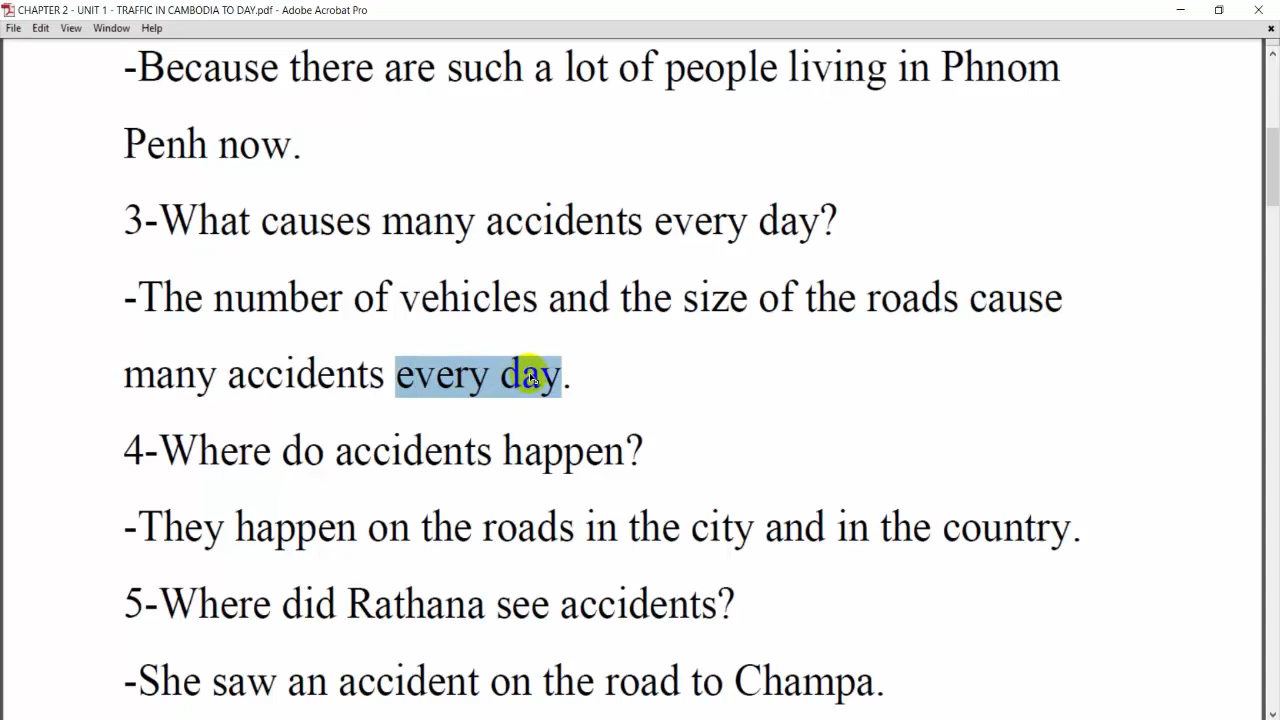 CHAPTER 2 - UNIT 1 - TRAFFIC IN CAMBODIA TO DAY.pdf - Adobe Acrobat Pro
File Edit View Window Help
-Because there are such a lot of people living in Phnom
Penh now.
3-What causes many accidents every day?
-The number of vehicles and the size of the roads cause
many accidents every day.
4-Where do accidents happen?
-They happen on the roads in the city and in the country.
5-Where did Rathana see accidents?
-She saw an accident on the road to Champa.